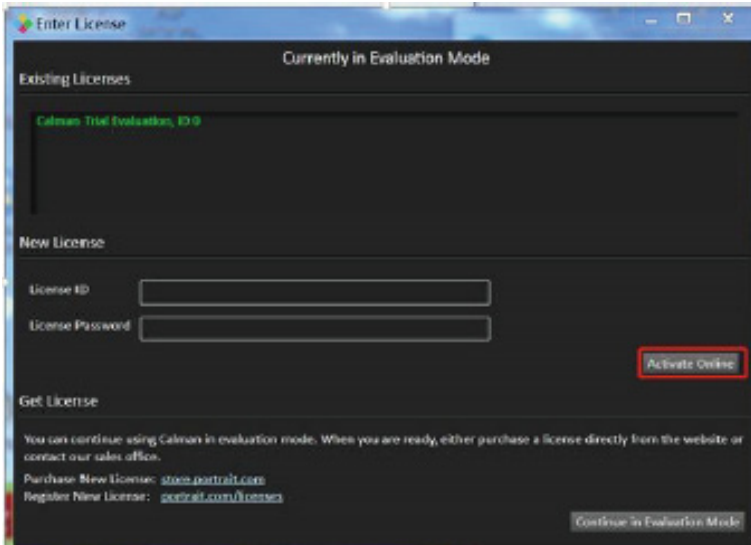 Enter License
Currently in Evaluation Mode
Existing Licenses
Calman Trial Evaluation, ID 0
New License
License ID
License Password
Activate Online
Get License
You can continue using Calman in evaluation mode. When you are ready, either purchase a license directly from the website or
contact our sales office.
Purchase New License: store.portrait.com
Register New License: portrait.com/licenses
Continue in Evaluation Mode